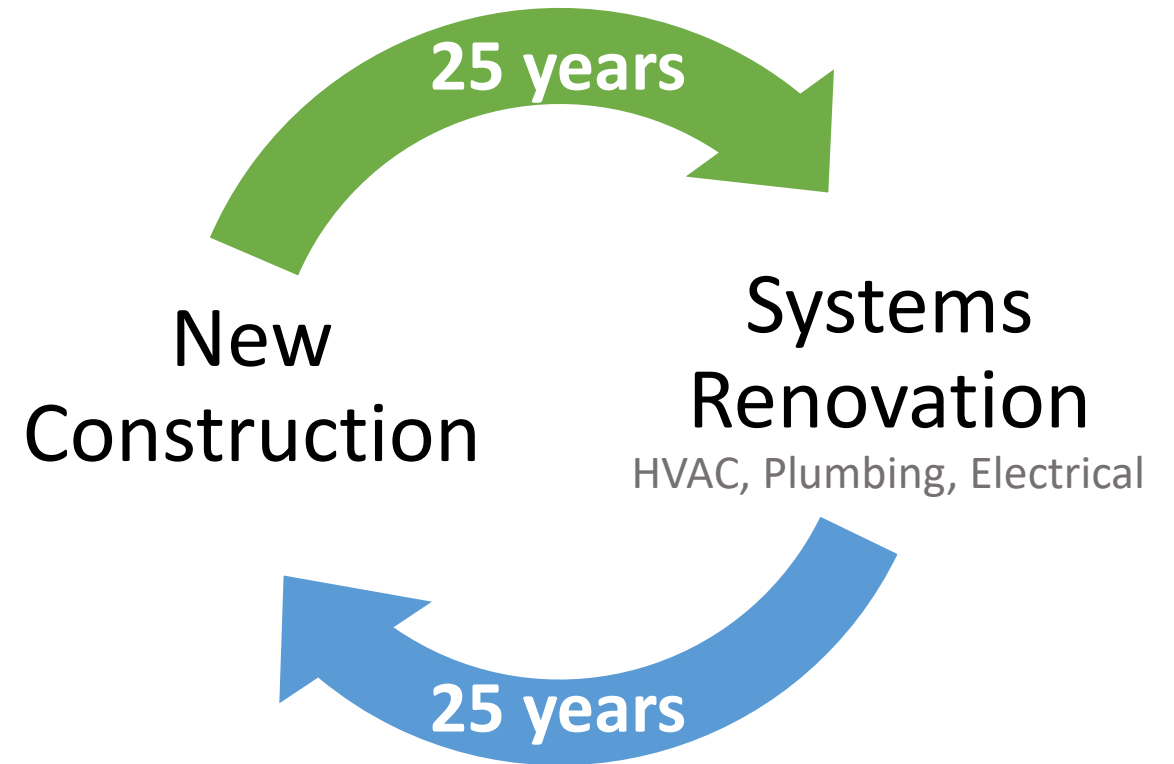 25 years
New
Construction
Systems
Renovation
HVAC, Plumbing, Electrical
25 years